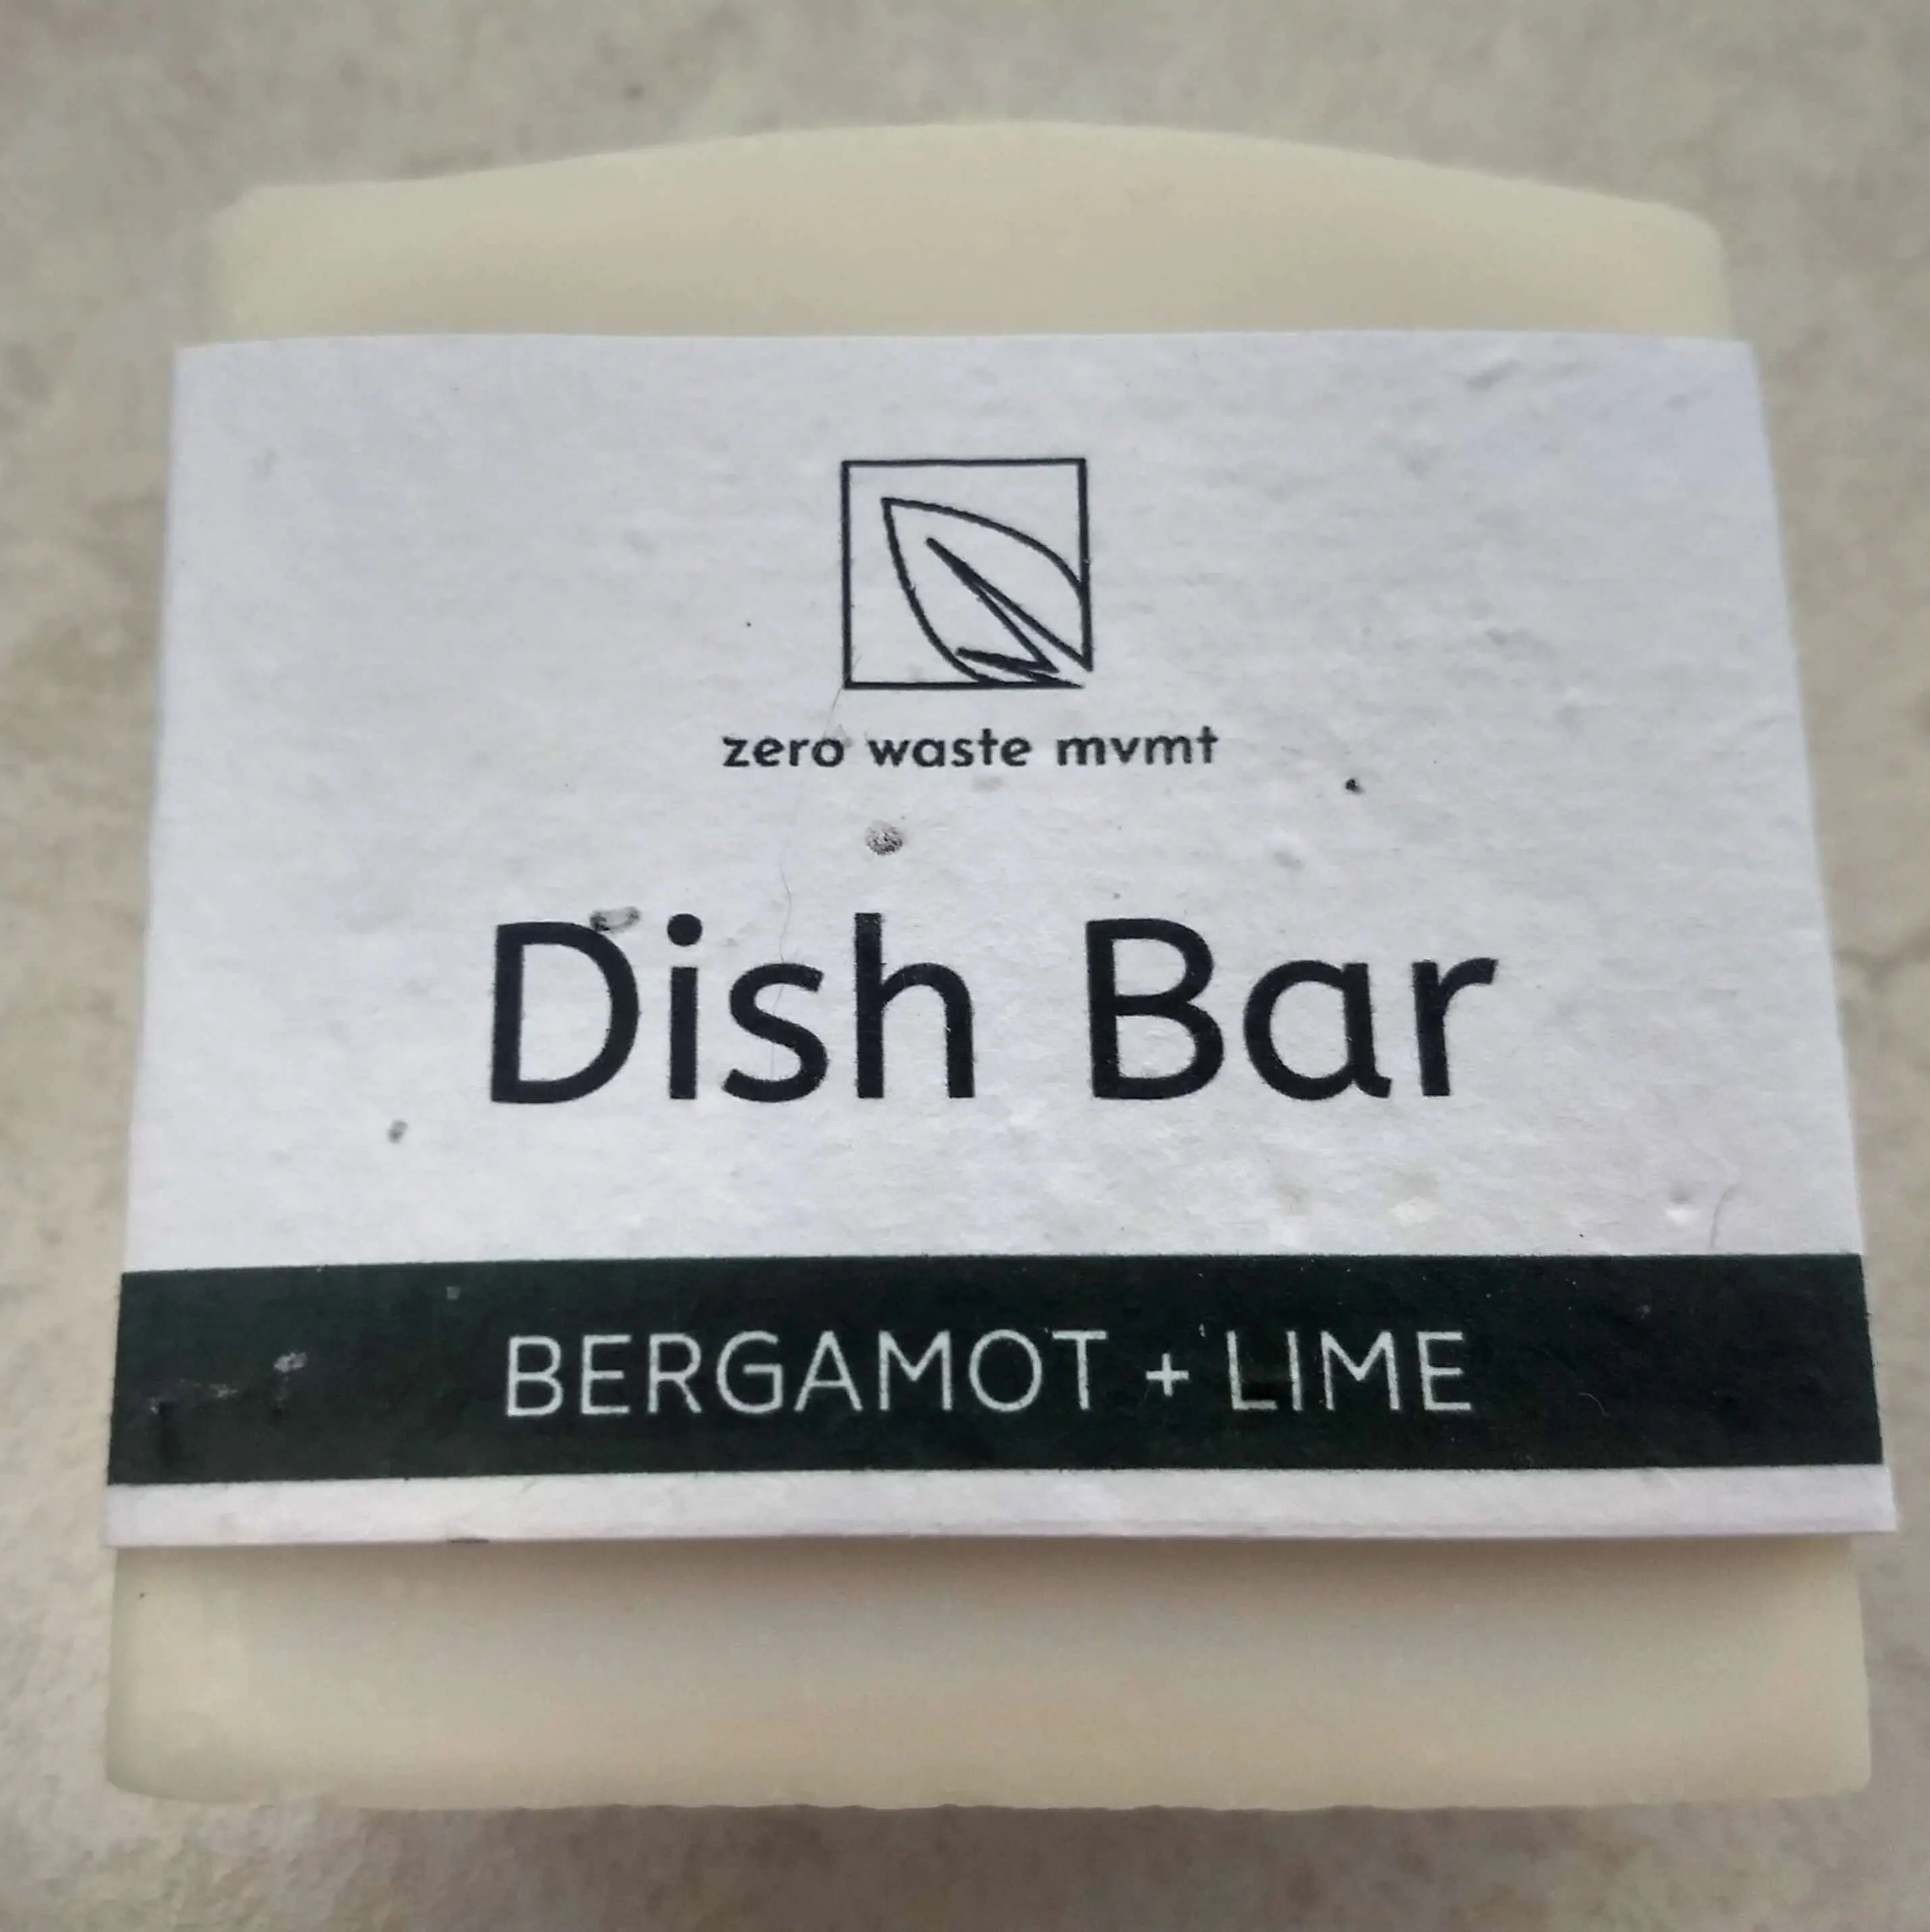 zero waste mvmt
Dish Bar
BERGAMOT + LIME